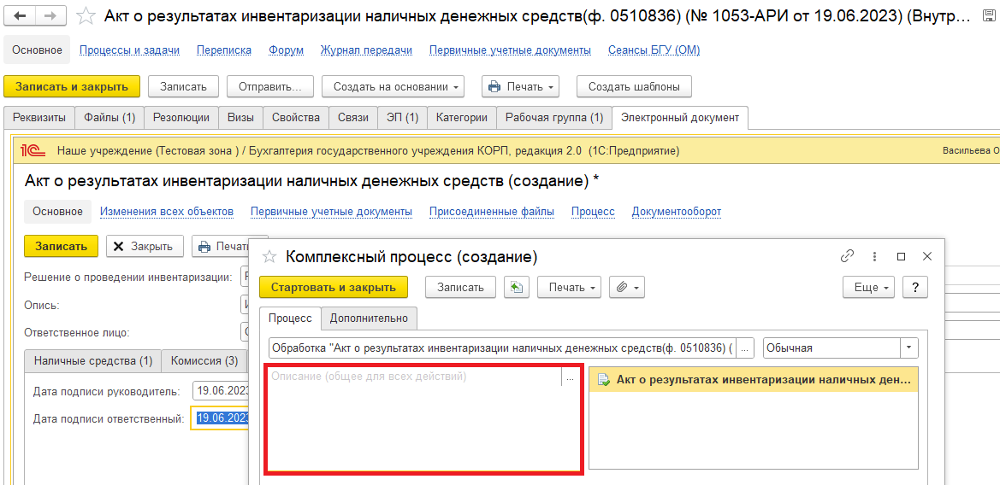 Акт о результатах инвентаризации наличных денежных средств(ф. 0510836) (№ 1053-АРИ от 19.06.2023) (Внутр...
Основное Процессы и задачи Переписка Форум Журнал передачи Первичные учетные документы Сеансы БГУ (ОМ)
Записать и закрыть Записать Отправить... Создать на основании Печать Создать шаблоны
Реквизиты Файлы (1) Резолюции Визы Свойства Связи ЭП (1) Категории Рабочая группа (1) Электронный документ
1С Наше учреждение (Тестовая зона ) / Бухгалтерия государственного учреждения КОРП, редакция 2.0 (1С:Предприятие) Васильева О
Акт о результатах инвентаризации наличных денежных средств (создание) *
Основное Изменения всех объектов Первичные учетные документы Присоединенные файлы Процесс Документооборот
Записать Закрыть Печать
Комплексный процесс (создание)
Решение о проведении инвентаризации:
Стартовать и закрыть Записать Печать Еще ?
Опись:
Процесс Дополнительно
Ответственное лицо:
Обработка "Акт о результатах инвентаризации наличных денежных средств(ф. 0510836) ( ... Обычная
Наличные средства (1) Комиссия (3)
Описание (общее для всех действий) ... Акт о результатах инвентаризации наличных ден...
Дата подписи руководитель: 19.06.2023
Дата подписи ответственный: 19.06.2023